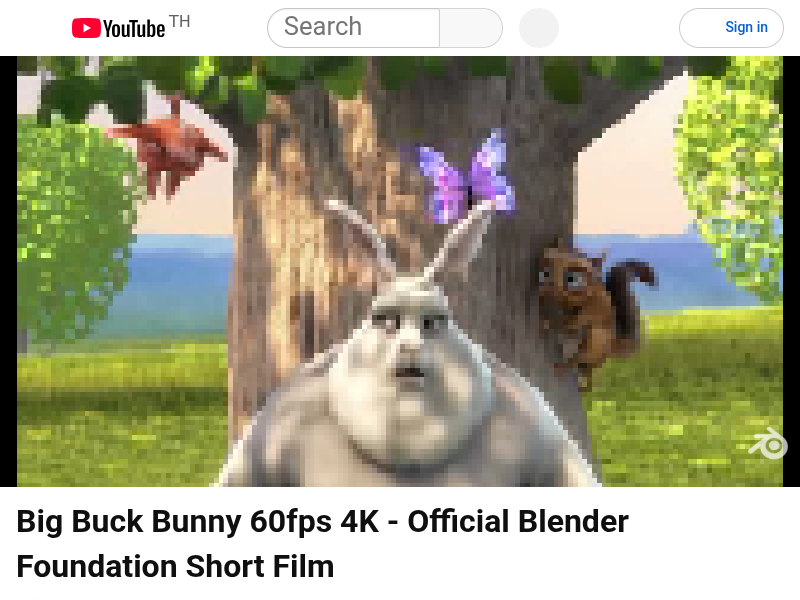 YouTube TH
Search
Sign in
Big Buck Bunny 60fps 4K - Official Blender
Foundation Short Film